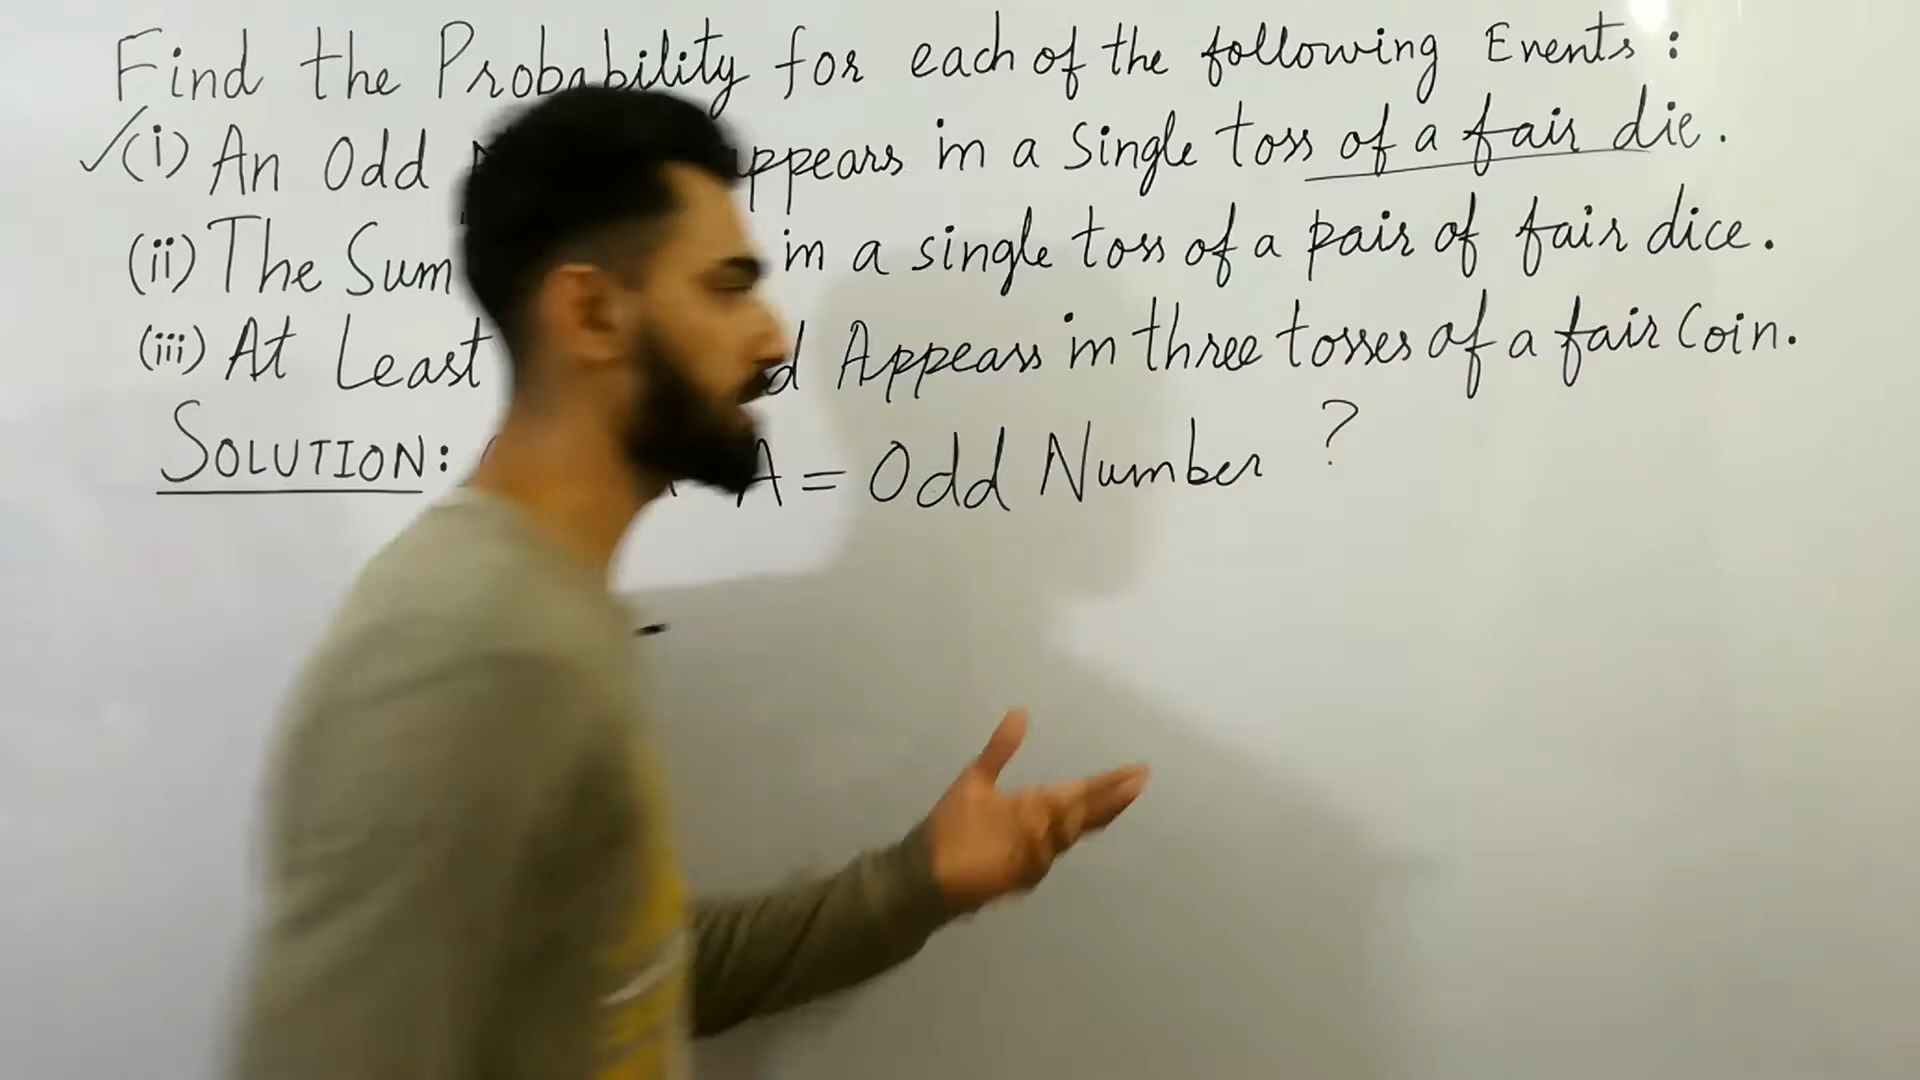 Find the Probability for each of the following Events :
(i) An Odd ppears in a Single toss of a fair die.
(ii) The Sum in a single toss of a pair of fair dice.
(iii) At Least d Appears in three tosses of a fair Coin.
SOLUTION: A = Odd Number ?